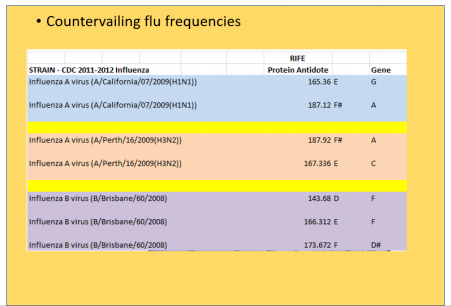 • Countervailing flu frequencies
RIFE
STRAIN - CDC 2011-2012 Influenza Protein Antidote Gene
Influenza A virus (A/California/07/2009(H1N1)) 165.36 E G
Influenza A virus (A/California/07/2009(H1N1)) 187.12 F# A
Influenza A virus (A/Perth/16/2009(H3N2)) 187.92 F# A
Influenza A virus (A/Perth/16/2009(H3N2)) 167.336 E C
Influenza B virus (B/Brisbane/60/2008) 143.68 D F
Influenza B virus (B/Brisbane/60/2008) 166.312 E F
Influenza B virus (B/Brisbane/60/2008) 173.672 F D#